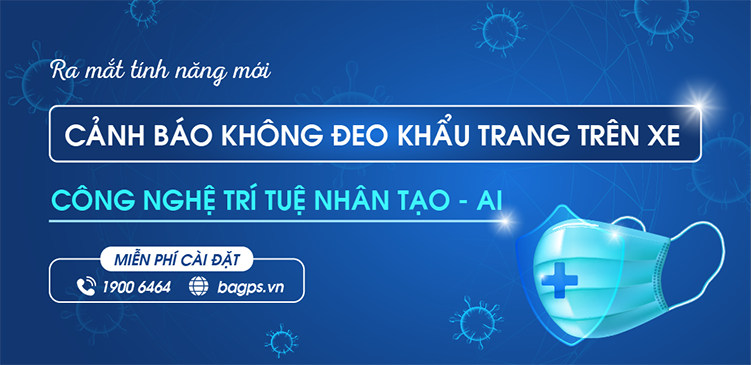 Ra mắt tính năng mới
CẢNH BÁO KHÔNG ĐEO KHẨU TRANG TRÊN XE
CÔNG NGHỆ TRÍ TUỆ NHÂN TẠO - AI
MIỄN PHÍ CÀI ĐẶT
1900 6464 bagps.vn